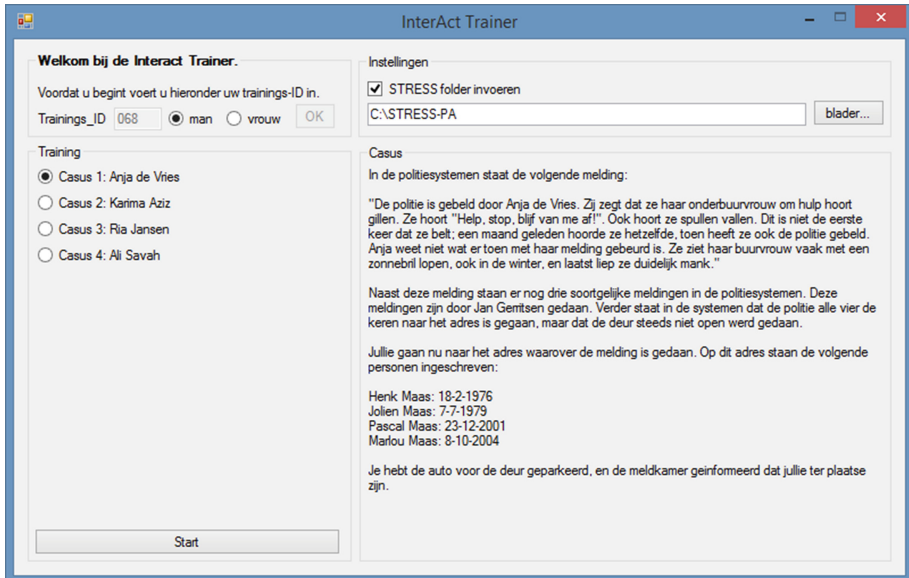 InterAct Trainer
Welkom bij de Interact Trainer.
Voordat u begint voert u hieronder uw trainings-ID in.
Trainings_ID 068 man vrouw OK
Instellingen
STRESS folder invoeren
C:\STRESS-PA blader...
Training
Casus 1: Anja de Vries
Casus 2: Karima Aziz
Casus 3: Ria Jansen
Casus 4: Ali Savah
Start
Casus
In de politiesystemen staat de volgende melding:
"De politie is gebeld door Anja de Vries. Zij zegt dat ze haar onderbuurvrouw om hulp hoort
gillen. Ze hoort "Help, stop, blijf van me af!". Ook hoort ze spullen vallen. Dit is niet de eerste
keer dat ze belt; een maand geleden hoorde ze hetzelfde, toen heeft ze ook de politie gebeld.
Anja weet niet wat er toen met haar melding gebeurd is. Ze ziet haar buurvrouw vaak met een
zonnebril lopen, ook in de winter, en laatst liep ze duidelijk mank."
Naast deze melding staan er nog drie soortgelijke meldingen in de politiesystemen. Deze
meldingen zijn door Jan Gerritsen gedaan. Verder staat in de systemen dat de politie alle vier de
keren naar het adres is gegaan, maar dat de deur steeds niet open werd gedaan.
Jullie gaan nu naar het adres waarover de melding is gedaan. Op dit adres staan de volgende
personen ingeschreven:
Henk Maas: 18-2-1976
Jolien Maas: 7-7-1979
Pascal Maas: 23-12-2001
Marlou Maas: 8-10-2004
Je hebt de auto voor de deur geparkeerd, en de meldkamer geinformeerd dat jullie ter plaatse
zijn.